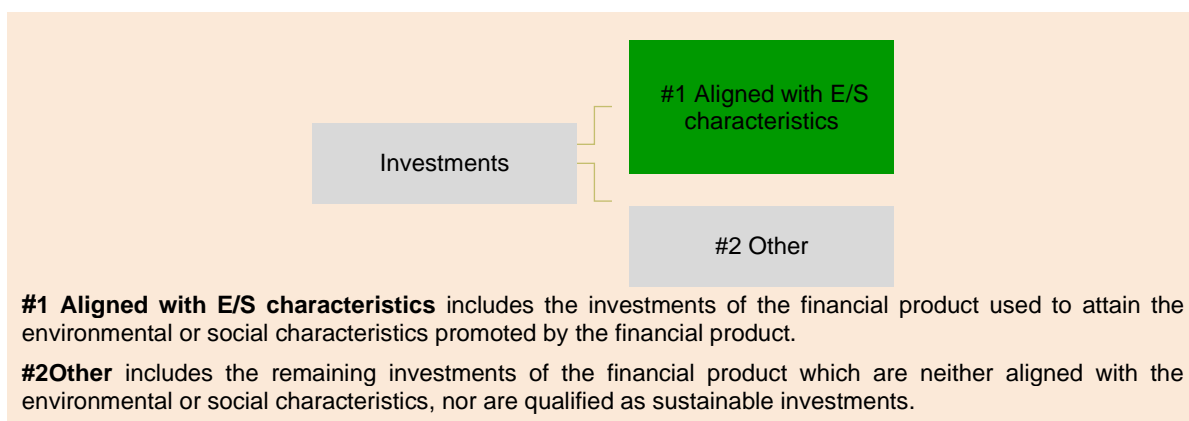 #1 Aligned with E/S
characteristics
Investments
#2 Other
#1 Aligned with E/S characteristics includes the investments of the financial product used to attain the
environmental or social characteristics promoted by the financial product.
#2Other includes the remaining investments of the financial product which are neither aligned with the
environmental or social characteristics, nor are qualified as sustainable investments.